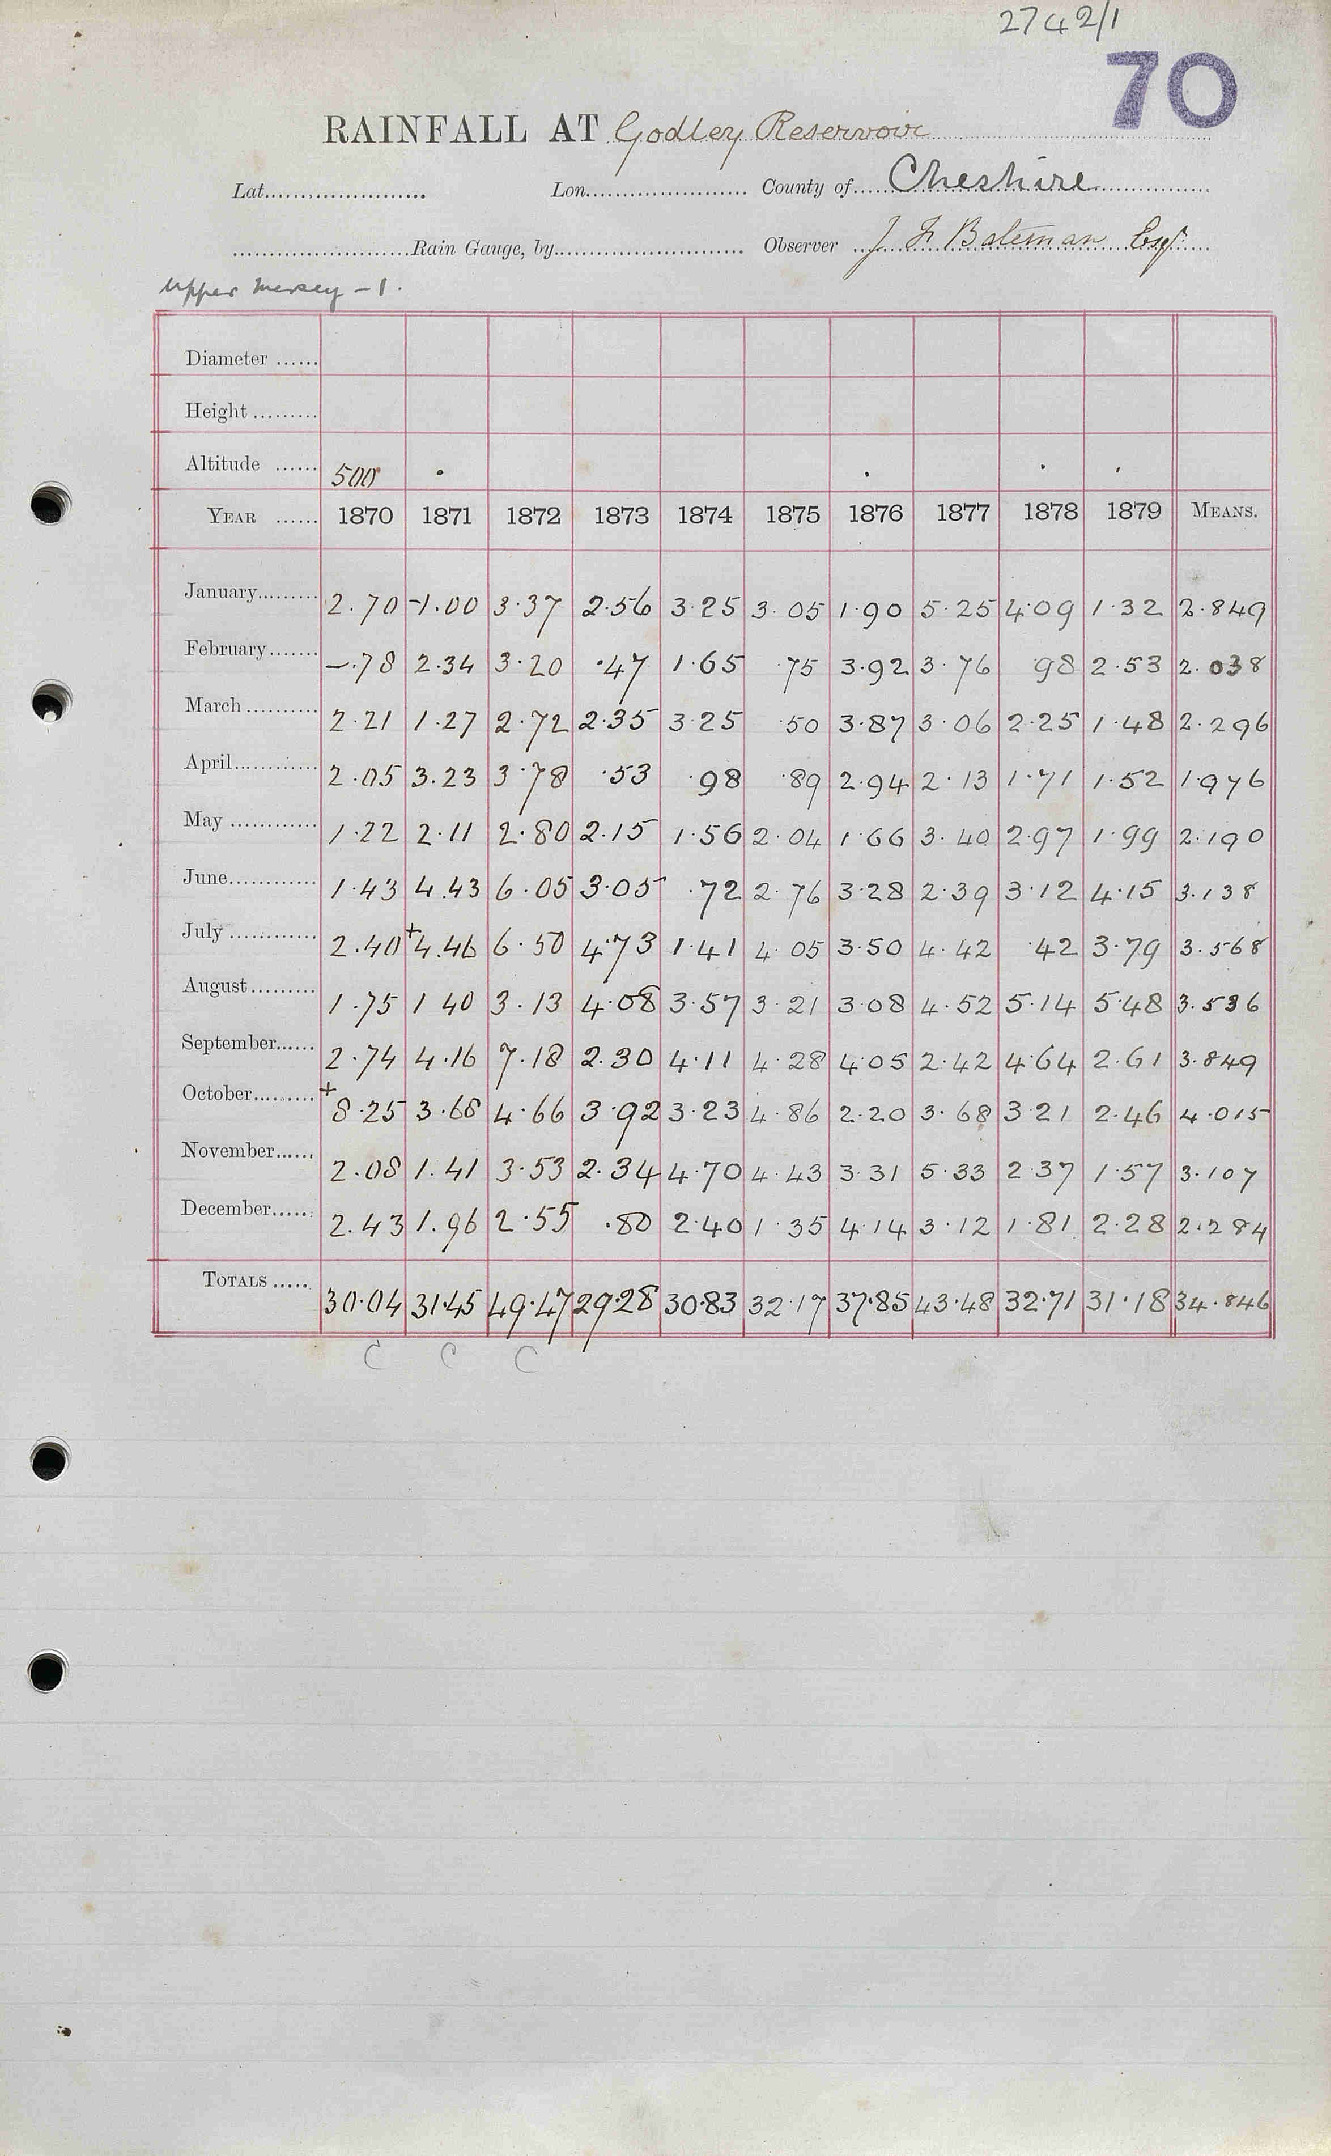 2742/1
70
RAINFALL AT Godley Reservoir
Lat. Lon. County of Cheshire
Rain Gauge, by Observer J. F. Bateman Esqr
Upper Mersey - 1.
Diameter
Height
Altitude 500
YEAR 1870 1871 1872 1873 1874 1875 1876 1877 1878 1879 MEANS.
January 2.70 -1.00 3.37 2.56 3.25 3.05 1.90 5.25 4.09 1.32 2.849
February -.78 2.34 3.20 .47 1.65 .75 3.92 3.76 98 2.53 2.038
March 2.21 1.27 2.72 2.35 3.25 .50 3.87 3.06 2.25 1.48 2.296
April 2.05 3.23 3.78 .53 .98 .89 2.94 2.13 1.71 1.52 1.976
May 1.22 2.11 2.80 2.15 1.56 2.04 1.66 3.40 2.97 1.99 2.190
June 1.43 4.43 6.05 3.05 .72 2.76 3.28 2.39 3.12 4.15 3.138
July 2.40 +4.46 6.50 4.73 1.41 4.05 3.50 4.42 .42 3.79 3.568
August 1.75 1.40 3.13 4.08 3.57 3.21 3.08 4.52 5.14 5.48 3.536
September 2.74 4.16 7.18 2.30 4.11 4.28 4.05 2.42 4.64 2.61 3.849
October +8.25 3.68 4.66 3.92 3.23 4.86 2.20 3.68 3.21 2.46 4.015
November 2.08 1.41 3.53 2.34 4.70 4.43 3.31 5.33 2.37 1.57 3.107
December 2.43 1.96 2.55 .80 2.40 1.35 4.14 3.12 1.81 2.28 2.284
TOTALS 30.04 31.45 49.47 29.28 30.83 32.17 37.85 43.48 32.71 31.18 34.846
C C C